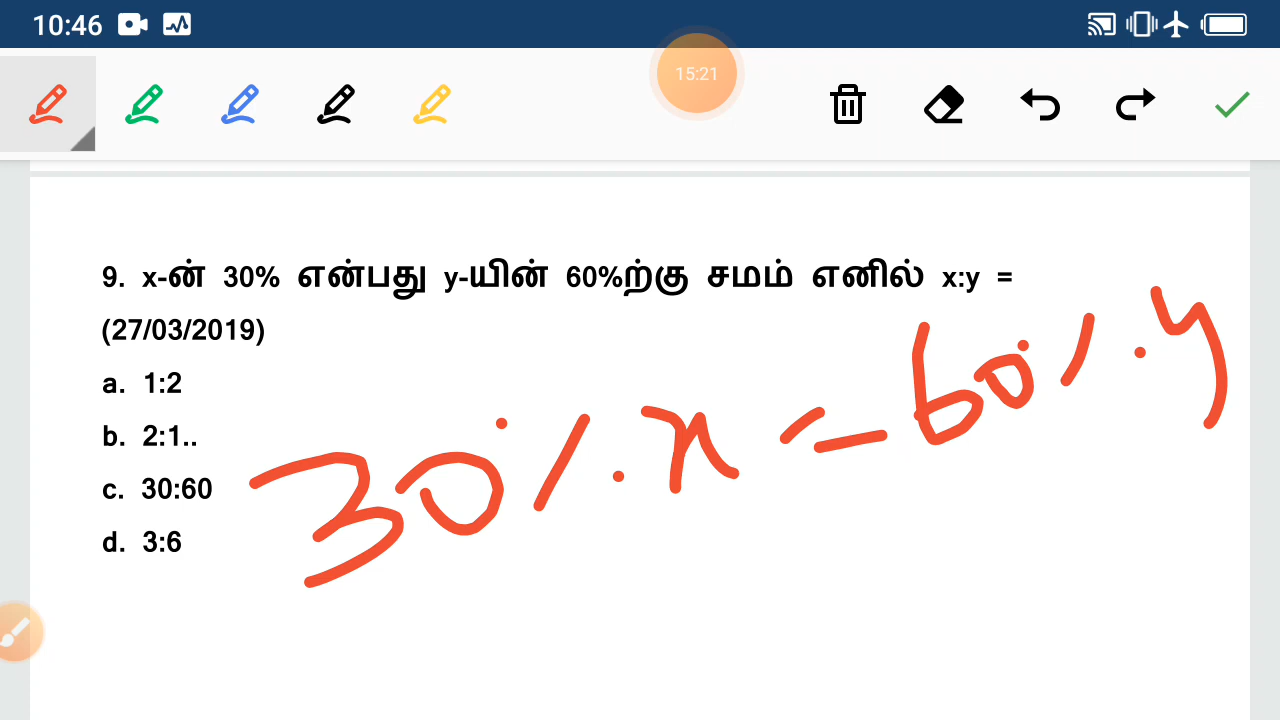 10:46
15:21
9. x-ன் 30% என்பது y-யின் 60%ற்கு சமம் எனில் x:y =
(27/03/2019)
a. 1:2
b. 2:1..
c. 30:60
d. 3:6
30%.x = 60%.y